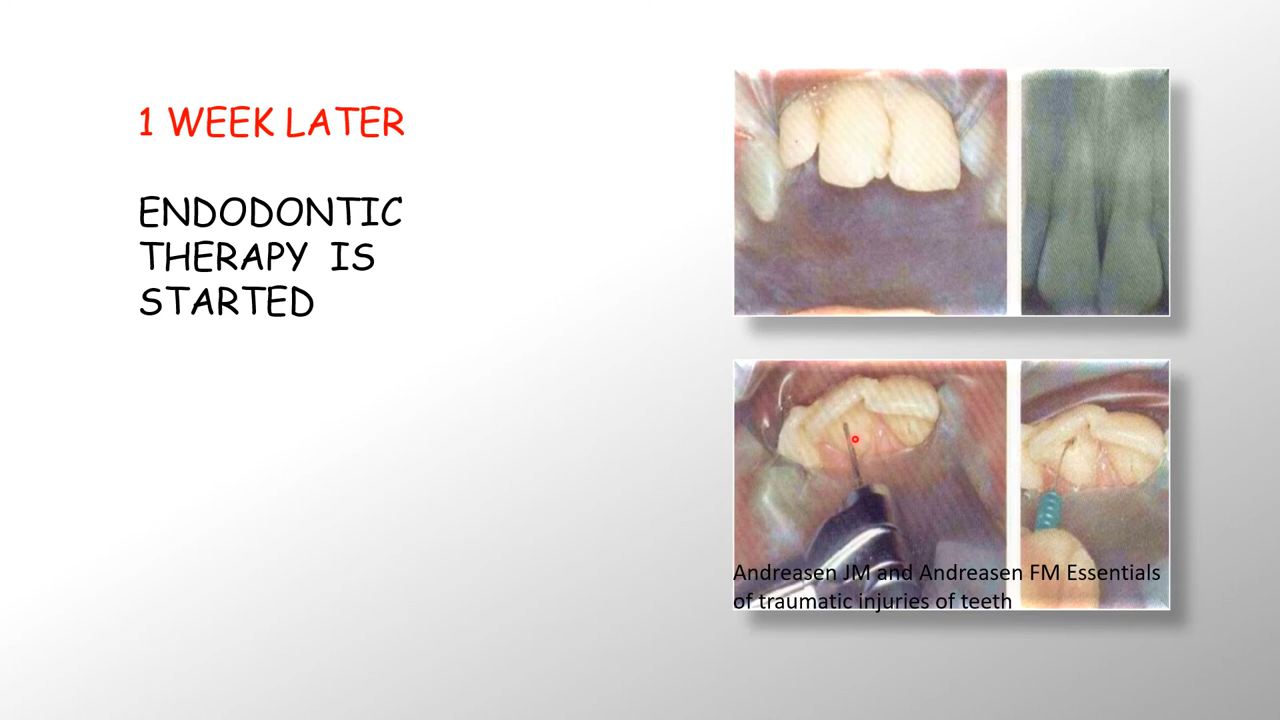 1 WEEK LATER
ENDODONTIC
THERAPY IS
STARTED
Andreasen JM and Andreasen FM Essentials
of traumatic injuries of teeth